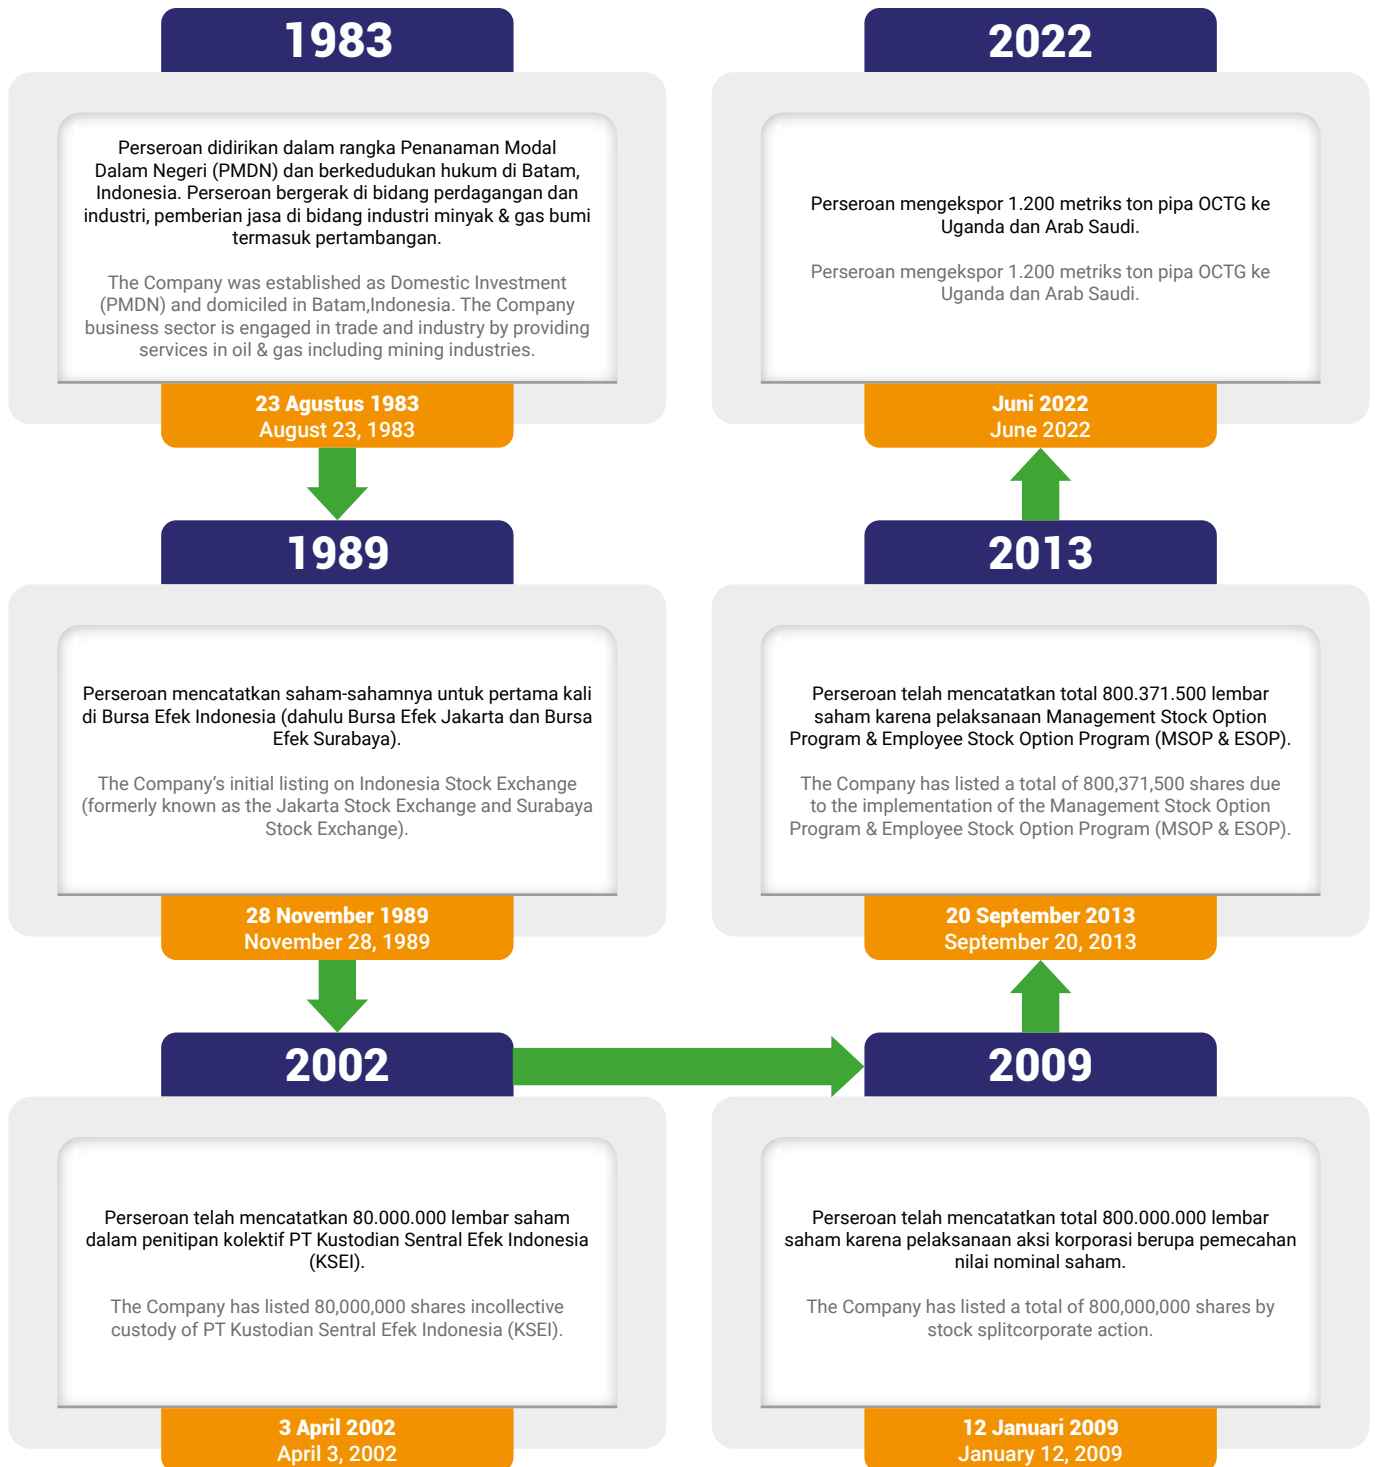 1983
Perseroan didirikan dalam rangka Penanaman Modal
Dalam Negeri (PMDN) dan berkedudukan hukum di Batam,
Indonesia. Perseroan bergerak di bidang perdagangan dan
industri, pemberian jasa di bidang industri minyak & gas bumi
termasuk pertambangan.
The Company was established as Domestic Investment
(PMDN) and domiciled in Batam,Indonesia. The Company
business sector is engaged in trade and industry by providing
services in oil & gas including mining industries.
23 Agustus 1983
August 23, 1983
1989
Perseroan mencatatkan saham-sahamnya untuk pertama kali
di Bursa Efek Indonesia (dahulu Bursa Efek Jakarta dan Bursa
Efek Surabaya).
The Company’s initial listing on Indonesia Stock Exchange
(formerly known as the Jakarta Stock Exchange and Surabaya
Stock Exchange).
28 November 1989
November 28, 1989
2002
Perseroan telah mencatatkan 80.000.000 lembar saham
dalam penitipan kolektif PT Kustodian Sentral Efek Indonesia
(KSEI).
The Company has listed 80,000,000 shares incollective
custody of PT Kustodian Sentral Efek Indonesia (KSEI).
3 April 2002
April 3, 2002
2009
Perseroan telah mencatatkan total 800.000.000 lembar
saham karena pelaksanaan aksi korporasi berupa pemecahan
nilai nominal saham.
The Company has listed a total of 800,000,000 shares by
stock splitcorporate action.
12 Januari 2009
January 12, 2009
2013
Perseroan telah mencatatkan total 800.371.500 lembar
saham karena pelaksanaan Management Stock Option
Program & Employee Stock Option Program (MSOP & ESOP).
The Company has listed a total of 800,371,500 shares due
to the implementation of the Management Stock Option
Program & Employee Stock Option Program (MSOP & ESOP).
20 September 2013
September 20, 2013
2022
Perseroan mengekspor 1.200 metriks ton pipa OCTG ke
Uganda dan Arab Saudi.
Perseroan mengekspor 1.200 metriks ton pipa OCTG ke
Uganda dan Arab Saudi.
Juni 2022
June 2022